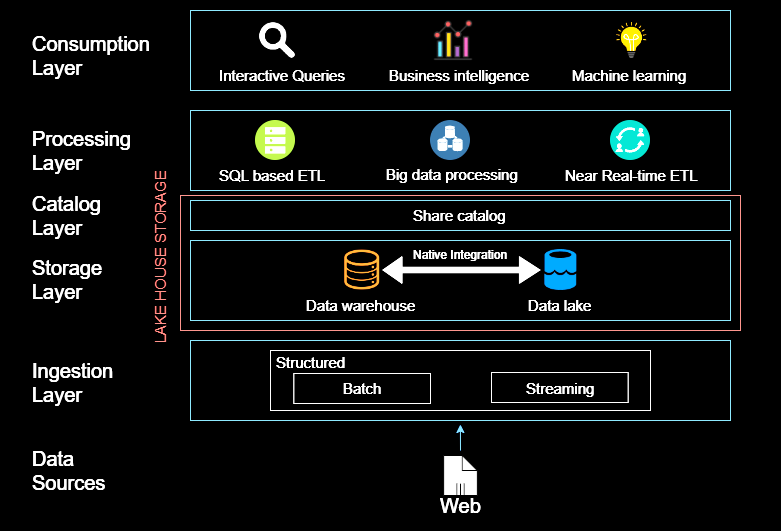 Consumption
Layer
Interactive Queries
Business intelligence
Machine learning
Processing
Layer
SQL based ETL
Big data processing
Near Real-time ETL
LAKE HOUSE STORAGE
Catalog
Layer
Share catalog
Storage
Layer
Native Integration
Data warehouse
Data lake
Ingestion
Layer
Structured
Batch
Streaming
Data
Sources
Web